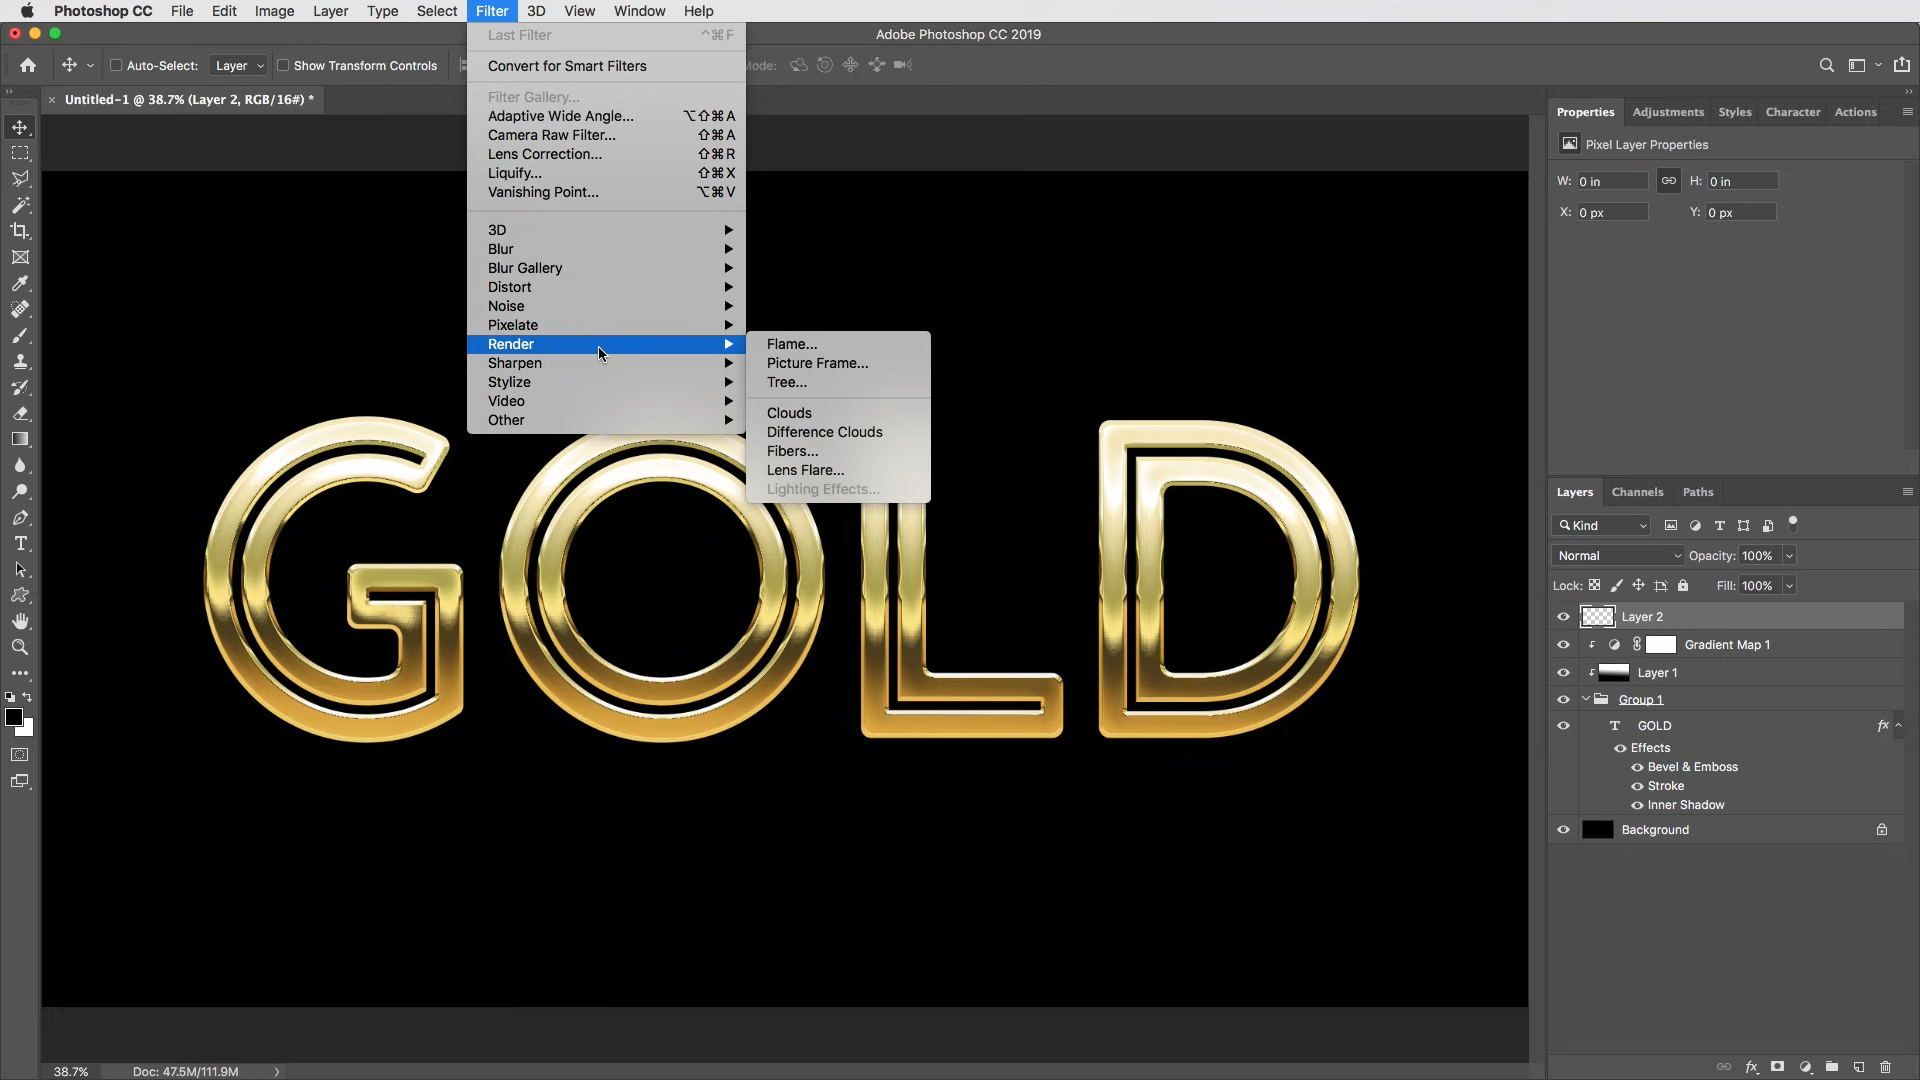 Photoshop CC File Edit Image Layer Type Select Filter 3D View Window Help
Adobe Photoshop CC 2019
Auto-Select: Layer Show Transform Controls
Untitled-1 @ 38.7% (Layer 2, RGB/16#) *
Last Filter ^⌘F
Convert for Smart Filters
Filter Gallery...
Adaptive Wide Angle... ⌥⇧⌘A
Camera Raw Filter... ⇧⌘A
Lens Correction... ⇧⌘R
Liquify... ⇧⌘X
Vanishing Point... ⌥⌘V
3D
Blur
Blur Gallery
Distort
Noise
Pixelate
Render
Sharpen
Stylize
Video
Other
Flame...
Picture Frame...
Tree...
Clouds
Difference Clouds
Fibers...
Lens Flare...
Lighting Effects...
GOLD
Properties Adjustments Styles Character Actions
Pixel Layer Properties
W: 0 in H: 0 in
X: 0 px Y: 0 px
Layers Channels Paths
Kind
Normal Opacity: 100%
Lock: Fill: 100%
Layer 2
Gradient Map 1
Layer 1
Group 1
T GOLD fx
Effects
Bevel & Emboss
Stroke
Inner Shadow
Background
fx
38.7% Doc: 47.5M/111.9M